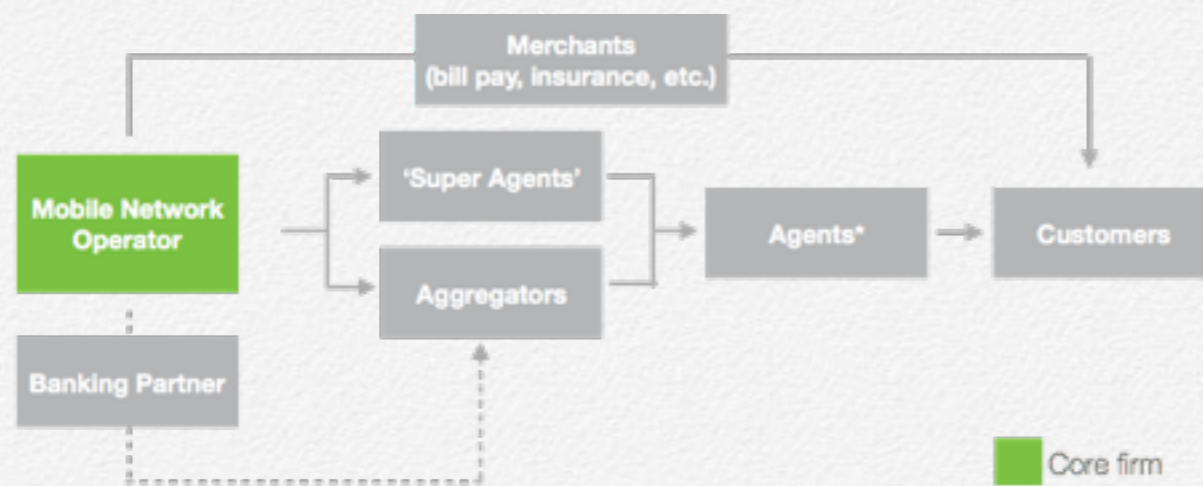 Merchants
(bill pay, insurance, etc.)
'Super Agents'
Mobile Network
Operator
Agents*
Customers
Aggregators
Banking Partner
Core firm